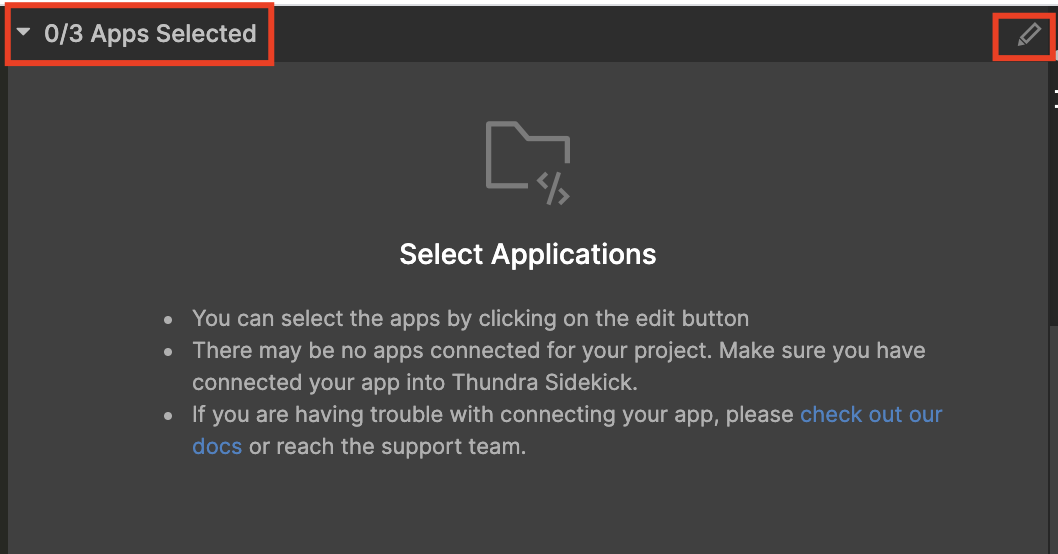 0/3 Apps Selected
Select Applications
• You can select the apps by clicking on the edit button
• There may be no apps connected for your project. Make sure you have
connected your app into Thundra Sidekick.
• If you are having trouble with connecting your app, please check out our
docs or reach the support team.